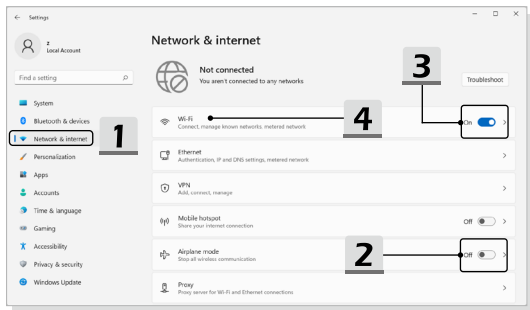 Settings
z
Local Account
Find a setting
System
Bluetooth & devices
Network & internet
Personalization
Apps
Accounts
Time & language
Gaming
Accessibility
Privacy & security
Windows Update
1
Network & internet
Not connected
You aren't connected to any networks
Troubleshoot
3
Wi-Fi
Connect, manage known networks, metered network
4
On
Ethernet
Authentication, IP and DNS settings, metered network
VPN
Add, connect, manage
Mobile hotspot
Share your internet connection
Off
Airplane mode
Stop all wireless communication
2
Off
Proxy
Proxy server for Wi-Fi and Ethernet connections